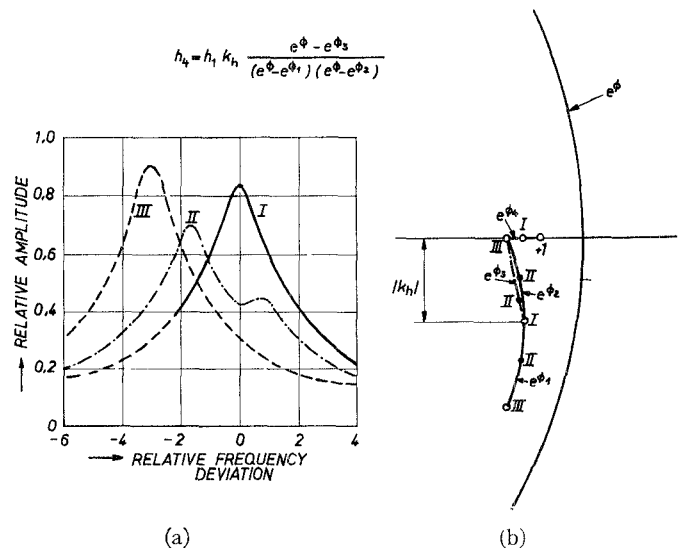 h₄ = h₁ k_h (e^ϕ − e^ϕ₃) / ((e^ϕ − e^ϕ₁)(e^ϕ − e^ϕ₂))
1,0
0,8
0,6
0,4
0,2
0
RELATIVE AMPLITUDE
III
II
I
-6
-4
-2
0
2
4
RELATIVE FREQUENCY
DEVIATION
(a)
e^ϕ
e^ϕ₄
I
III
+1
|k_h|
e^ϕ₃
II
e^ϕ₂
II
I
II
e^ϕ₁
III
(b)